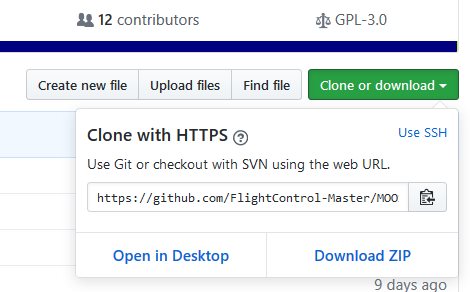 12 contributors GPL-3.0
Create new file Upload files Find file Clone or download
Clone with HTTPS ? Use SSH
Use Git or checkout with SVN using the web URL.
https://github.com/FlightControl-Master/MOO
Open in Desktop Download ZIP
9 days ago